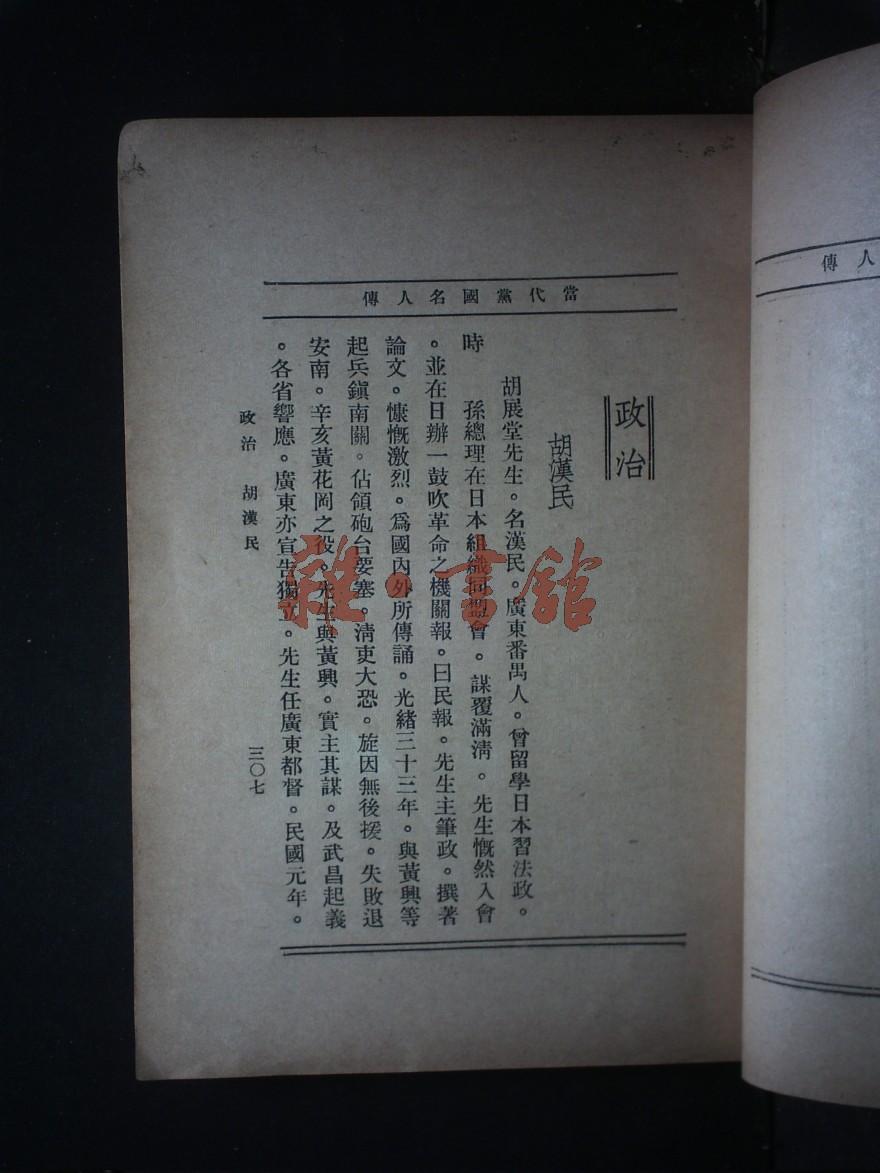 當代黨國名人傳
政治
胡漢民
胡展堂先生。名漢民。廣東番禺人。曾留學日本習法政。
時　孫總理在日本組織同盟會。謀覆滿淸。先生慨然入會
。並在日辦一鼓吹革命之機關報。曰民報。先生主筆政。撰著
論文。慷慨激烈。爲國內外所傳誦。光緒三十三年。與黃興等
起兵鎭南關。佔領砲台要塞。淸吏大恐。旋因無後援。失敗退
安南。辛亥黃花岡之役。先生與黃興。實主其謀。及武昌起義
。各省響應。廣東亦宣告獨立。先生任廣東都督。民國元年。
政治　胡漢民
三〇七
人傳
雜·書館